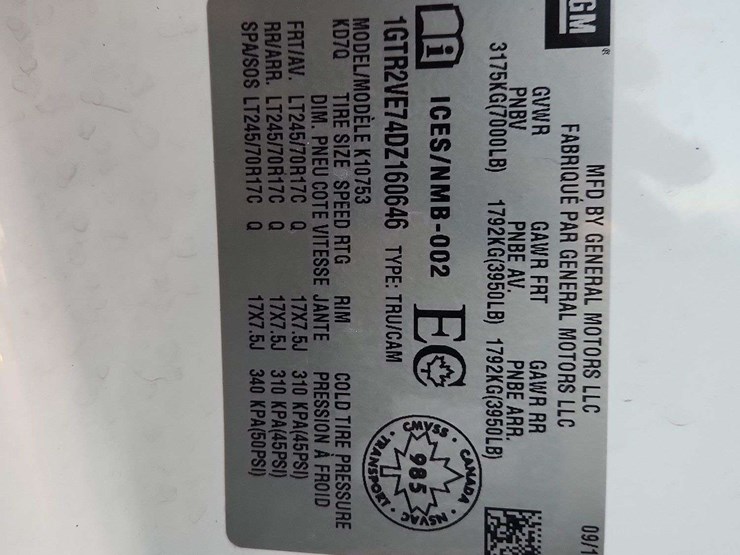 GM
MFD BY GENERAL MOTORS LLC
FABRIQUÉ PAR GENERAL MOTORS LLC
09/1
GVWR GAWR FRT GAWR RR
PNBV PNBE AV. PNBE ARR.
3175KG(7000LB) 1792KG(3950LB) 1792KG(3950LB)
ICES/NMB-002 EC
CANADA CMVSS NSVAC TRANSPORT 985
1GTR2VE74DZ160646 TYPE: TRU/CAM
MODEL/MODÈLE K10753
KD7Q TIRE SIZE SPEED RTG RIM COLD TIRE PRESSURE
DIM. PNEU COTE VITESSE JANTE PRESSION À FROID
FRT/AV. LT245/70R17C Q 17X7.5J 310 KPA(45PSI)
RR/ARR. LT245/70R17C Q 17X7.5J 310 KPA(45PSI)
SPA/SOS LT245/70R17C Q 17X7.5J 340 KPA(50PSI)